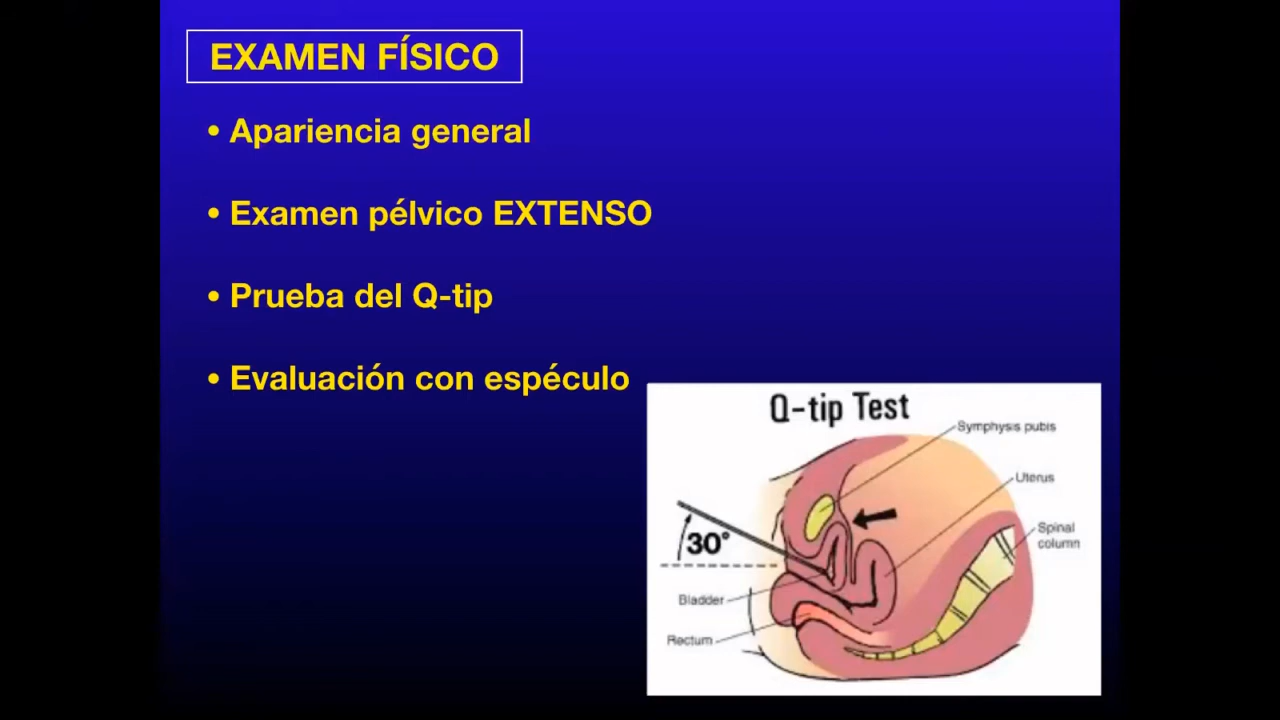 EXAMEN FÍSICO
• Apariencia general
• Examen pélvico EXTENSO
• Prueba del Q-tip
• Evaluación con espéculo
Q-tip Test
Symphysis pubis
Uterus
Spinal
column
30°
Bladder
Rectum